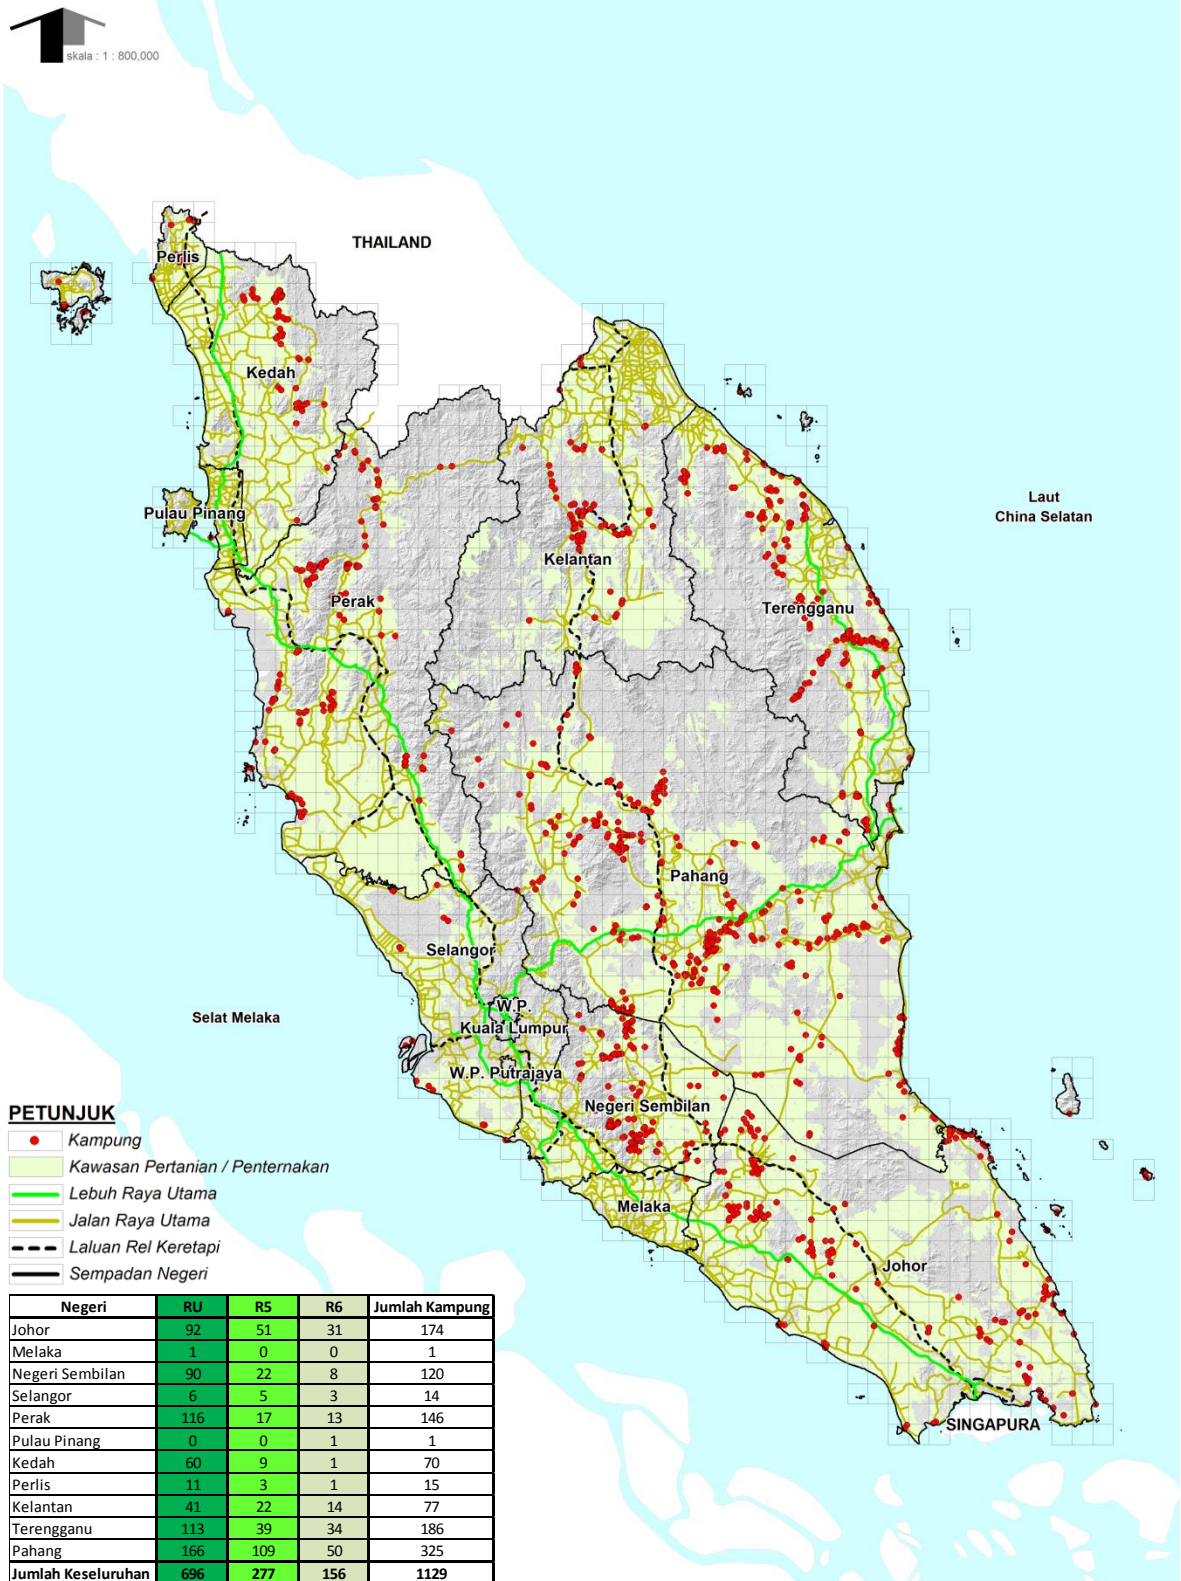 skala : 1 : 800,000
THAILAND
Perlis
Kedah
Laut
China Selatan
Pulau Pinang
Kelantan
Perak
Terengganu
Pahang
Selangor
W.P.
Kuala Lumpur
Selat Melaka
W.P. Putrajaya
Negeri Sembilan
Melaka
Johor
SINGAPURA
PETUNJUK
Kampung
Kawasan Pertanian / Penternakan
Lebuh Raya Utama
Jalan Raya Utama
Laluan Rel Keretapi
Sempadan Negeri
Negeri RU R5 R6 Jumlah Kampung
Johor 92 51 31 174
Melaka 1 0 0 1
Negeri Sembilan 90 22 8 120
Selangor 6 5 3 14
Perak 116 17 13 146
Pulau Pinang 0 0 1 1
Kedah 60 9 1 70
Perlis 11 3 1 15
Kelantan 41 22 14 77
Terengganu 113 39 34 186
Pahang 166 109 50 325
Jumlah Keseluruhan 696 277 156 1129